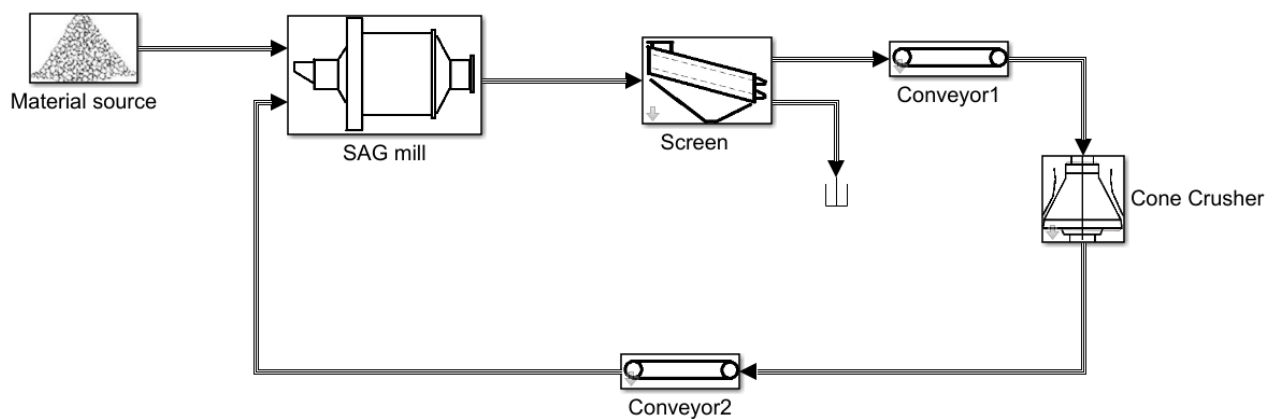 Material source
SAG mill
Screen
Conveyor1
Cone Crusher
Conveyor2